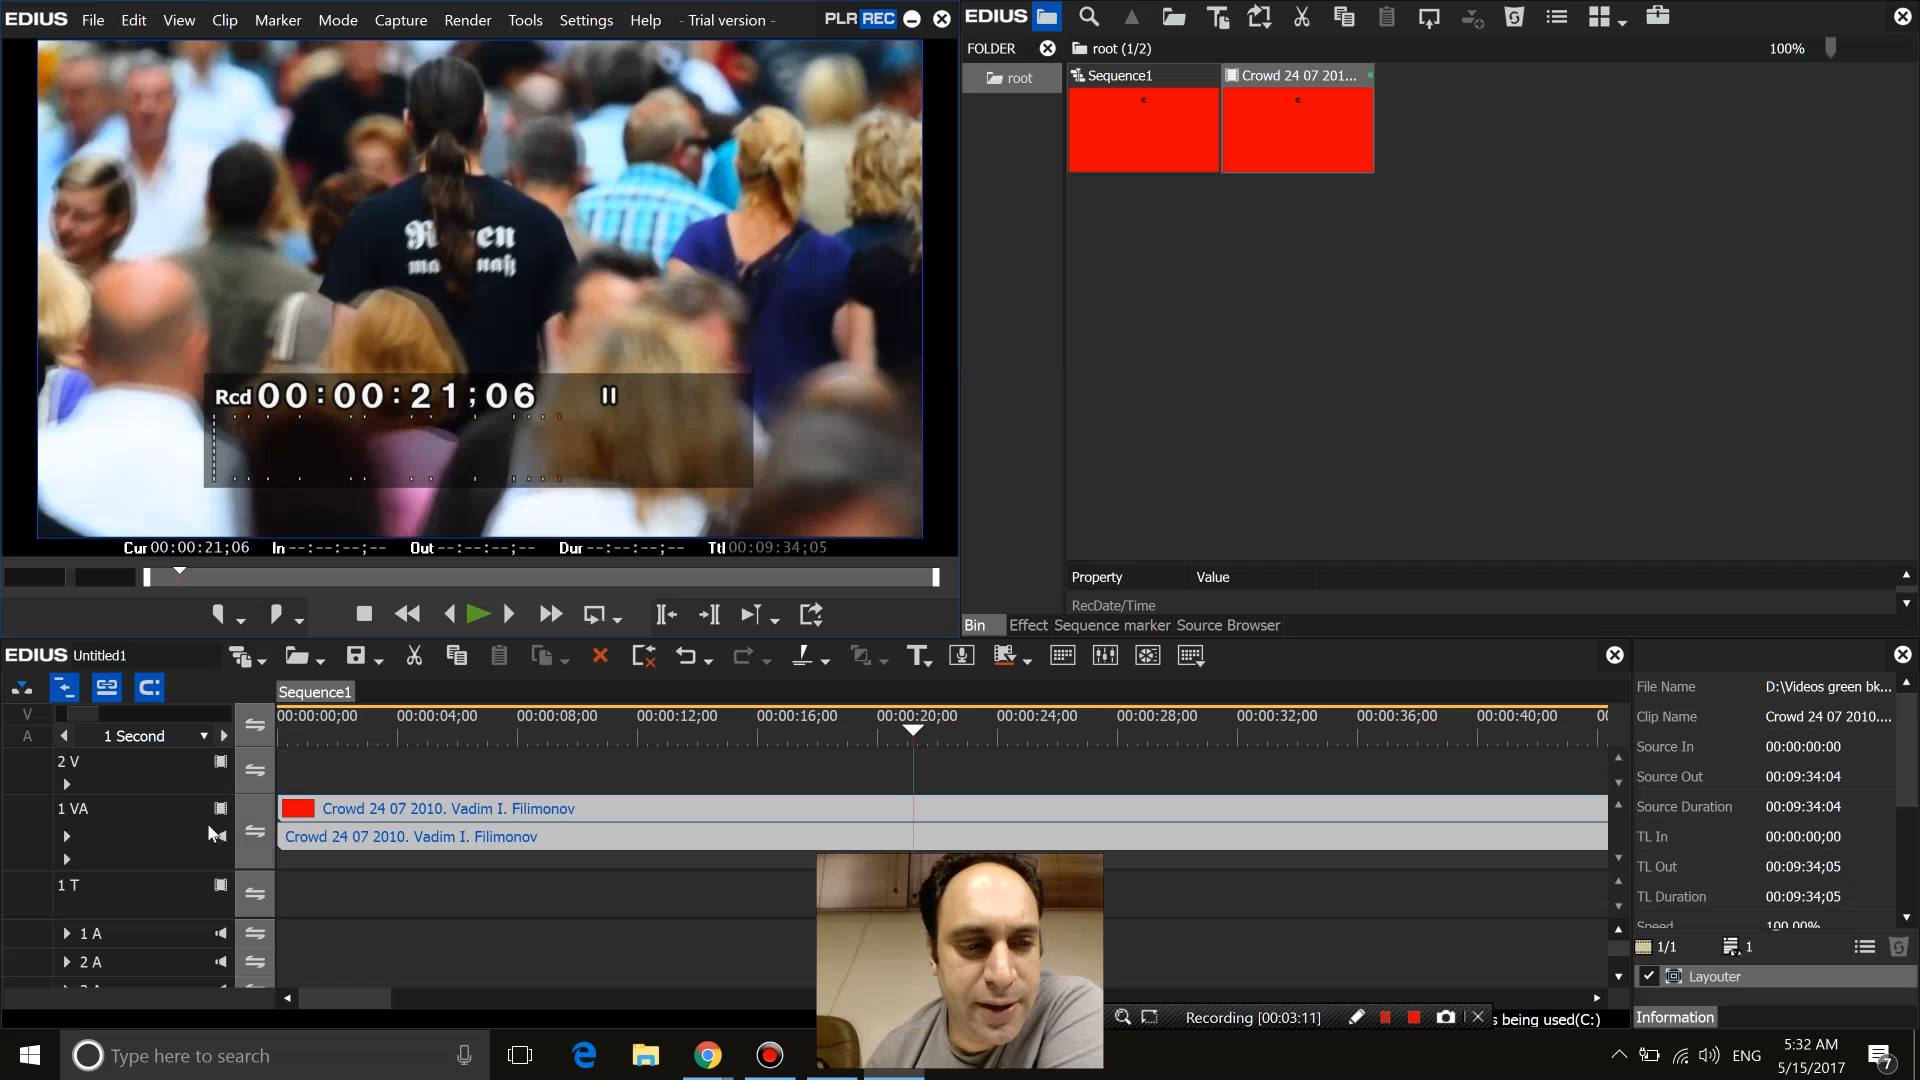 EDIUS File Edit View Clip Marker Mode Capture Render Tools Settings Help - Trial version - PLR REC
Rcd 00:00:21;06
Cur 00:00:21;06 In --:--:--;-- Out --:--:--;-- Dur --:--:--;-- Ttl 00:09:34;05
EDIUS
FOLDER root (1/2) 100%
root
Sequence1 Crowd 24 07 201...
Property Value
RecDate/Time
Bin Effect Sequence marker Source Browser
EDIUS Untitled1
Sequence1
00:00:00;00 00:00:04;00 00:00:08;00 00:00:12;00 00:00:16;00 00:00:20;00 00:00:24;00 00:00:28;00 00:00:32;00 00:00:36;00 00:00:40;00
V
A 1 Second
2 V
1 VA Crowd 24 07 2010. Vadim I. Filimonov
Crowd 24 07 2010. Vadim I. Filimonov
1 T
1 A
2 A
File Name D:\Videos green bk...
Clip Name Crowd 24 07 2010....
Source In 00:00:00:00
Source Out 00:09:34:04
Source Duration 00:09:34:04
TL In 00:00:00;00
TL Out 00:09:34;05
TL Duration 00:09:34;05
Speed 100.00%
1/1 1
Layouter
Information
Recording [00:03:11]
s being used(C:)
Type here to search
ENG
5:32 AM
5/15/2017
7